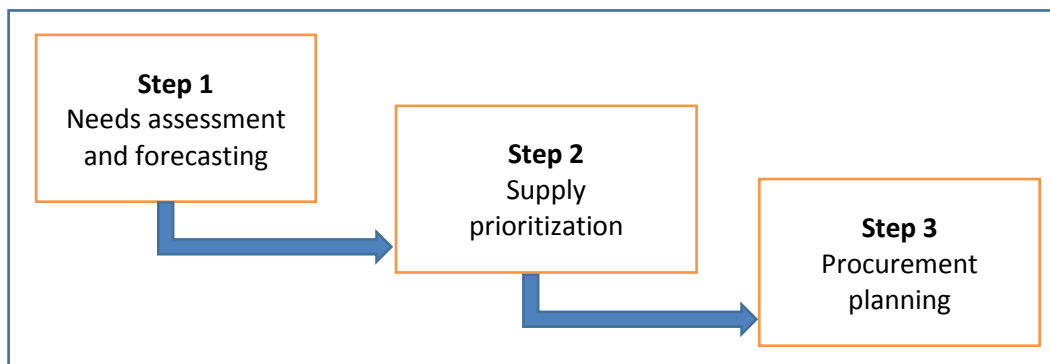 Step 1
Needs assessment
and forecasting
Step 2
Supply
prioritization
Step 3
Procurement
planning